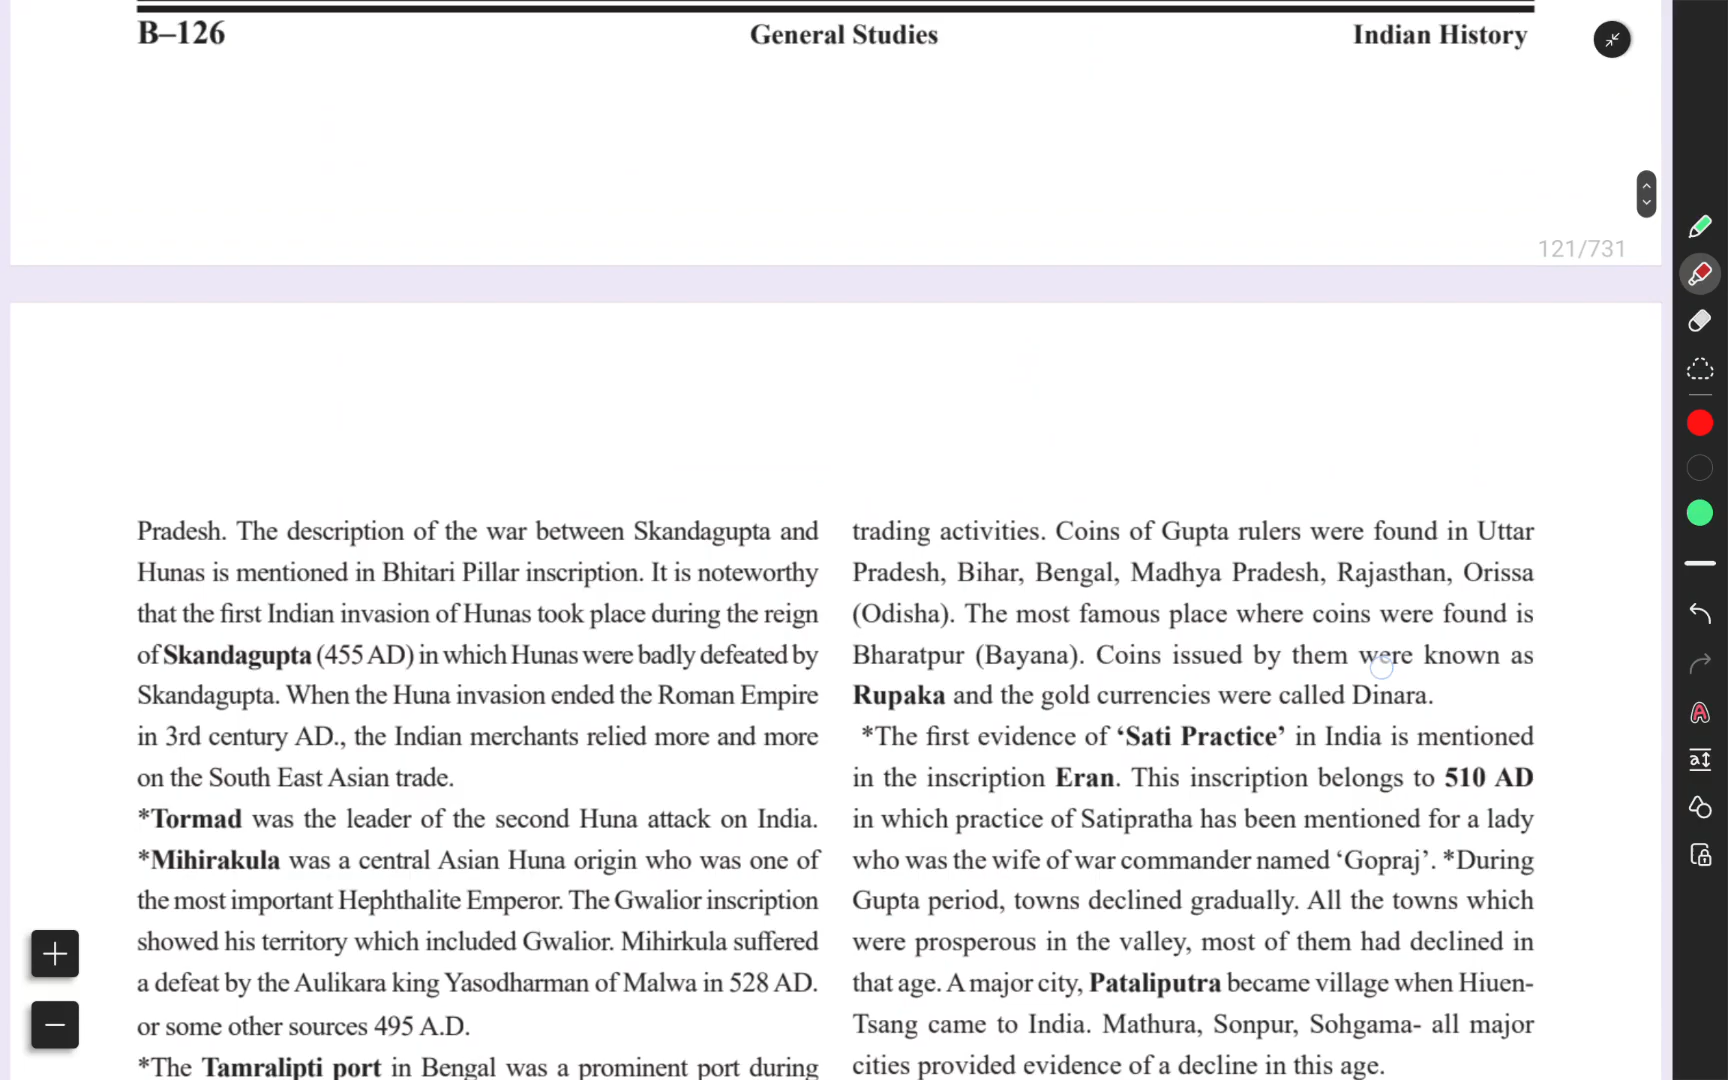 B–126 General Studies Indian History
121/731
Pradesh. The description of the war between Skandagupta and
Hunas is mentioned in Bhitari Pillar inscription. It is noteworthy
that the first Indian invasion of Hunas took place during the reign
of Skandagupta (455 AD) in which Hunas were badly defeated by
Skandagupta. When the Huna invasion ended the Roman Empire
in 3rd century AD., the Indian merchants relied more and more
on the South East Asian trade.
*Tormad was the leader of the second Huna attack on India.
*Mihirakula was a central Asian Huna origin who was one of
the most important Hephthalite Emperor. The Gwalior inscription
showed his territory which included Gwalior. Mihirkula suffered
a defeat by the Aulikara king Yasodharman of Malwa in 528 AD.
or some other sources 495 A.D.
*The Tamralipti port in Bengal was a prominent port during
trading activities. Coins of Gupta rulers were found in Uttar
Pradesh, Bihar, Bengal, Madhya Pradesh, Rajasthan, Orissa
(Odisha). The most famous place where coins were found is
Bharatpur (Bayana). Coins issued by them were known as
Rupaka and the gold currencies were called Dinara.
*The first evidence of ‘Sati Practice’ in India is mentioned
in the inscription Eran. This inscription belongs to 510 AD
in which practice of Satipratha has been mentioned for a lady
who was the wife of war commander named ‘Gopraj’. *During
Gupta period, towns declined gradually. All the towns which
were prosperous in the valley, most of them had declined in
that age. A major city, Pataliputra became village when Hiuen-
Tsang came to India. Mathura, Sonpur, Sohgama- all major
cities provided evidence of a decline in this age.